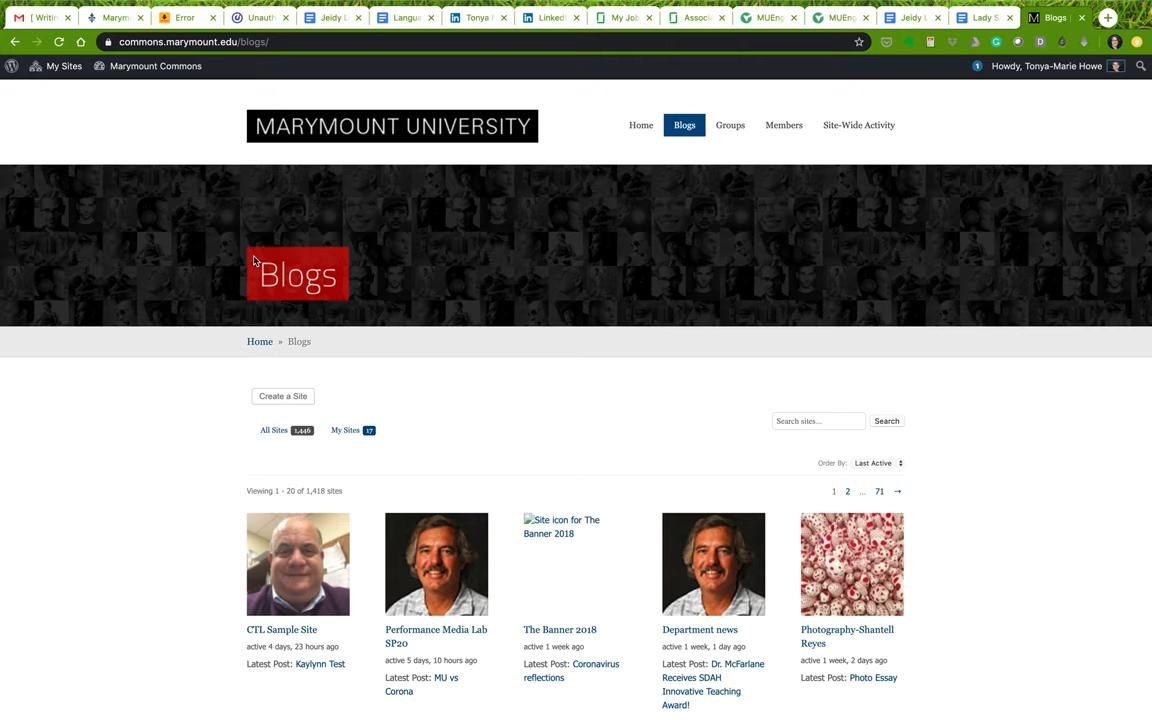 [ Writin
Marym
Error
Unauth
Jeidy L
Langua
Tonya
LinkedI
My Job
Associ
MUEng
MUEng
Jeidy L
Lady S
Blogs
commons.marymount.edu/blogs/
My Sites
Marymount Commons
1
Howdy, Tonya-Marie Howe
MARYMOUNT UNIVERSITY
Home
Blogs
Groups
Members
Site-Wide Activity
Blogs
Home » Blogs
Create a Site
All Sites 1,446
My Sites 17
Search sites...
Search
Order By: Last Active
Viewing 1 - 20 of 1,418 sites
1 2 … 71 →
CTL Sample Site
active 4 days, 23 hours ago
Latest Post: Kaylynn Test
Performance Media Lab
SP20
active 5 days, 10 hours ago
Latest Post: MU vs
Corona
Site icon for The
Banner 2018
The Banner 2018
active 1 week ago
Latest Post: Coronavirus
reflections
Department news
active 1 week, 1 day ago
Latest Post: Dr. McFarlane
Receives SDAH
Innovative Teaching
Award!
Photography-Shantell
Reyes
active 1 week, 2 days ago
Latest Post: Photo Essay